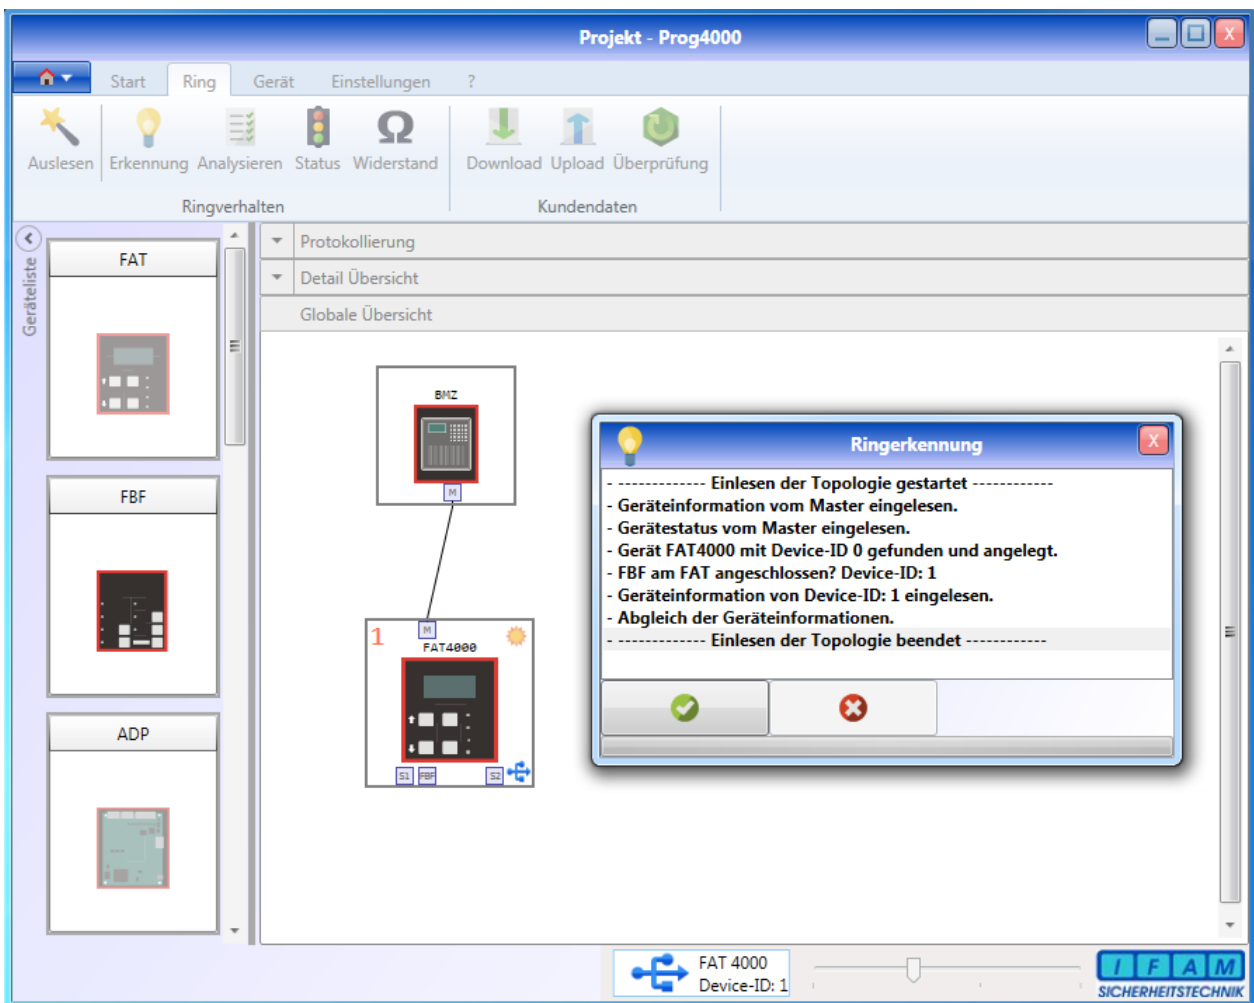 Projekt - Prog4000
X
Start Ring Gerät Einstellungen ?
Auslesen Erkennung Analysieren Status Widerstand Download Upload Überprüfung
Ringverhalten Kundendaten
Geräteliste
FAT
FBF
ADP
Protokollierung
Detail Übersicht
Globale Übersicht
BMZ
M
1
M
FAT4000
S1 FBF S2
Ringerkennung
X
- ------------- Einlesen der Topologie gestartet ------------
- Geräteinformation vom Master eingelesen.
- Gerätestatus vom Master eingelesen.
- Gerät FAT4000 mit Device-ID 0 gefunden und angelegt.
- FBF am FAT angeschlossen? Device-ID: 1
- Geräteinformation von Device-ID: 1 eingelesen.
- Abgleich der Geräteinformationen.
- ------------- Einlesen der Topologie beendet ------------
FAT 4000
Device-ID: 1
IFAM
SICHERHEITSTECHNIK